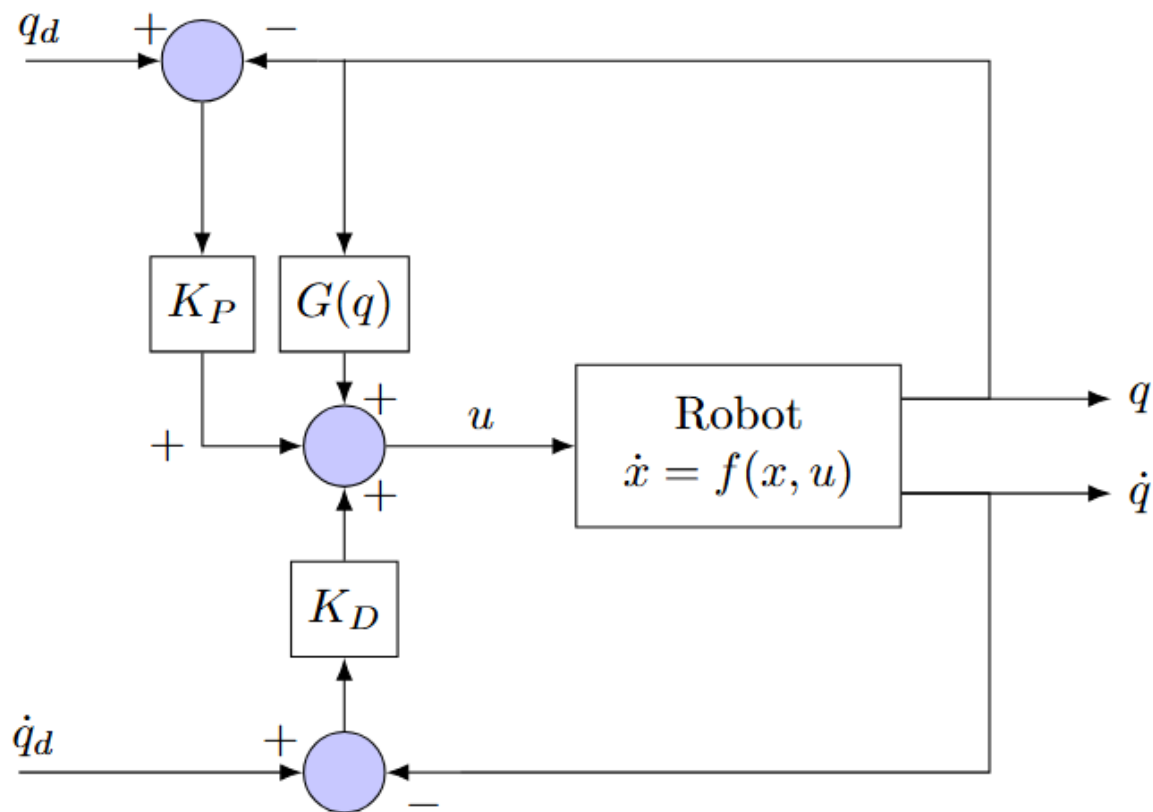 q_d + −
K_P G(q)
+
+ u Robot q
ẋ = f(x, u) q̇
+
K_D
q̇_d +
−